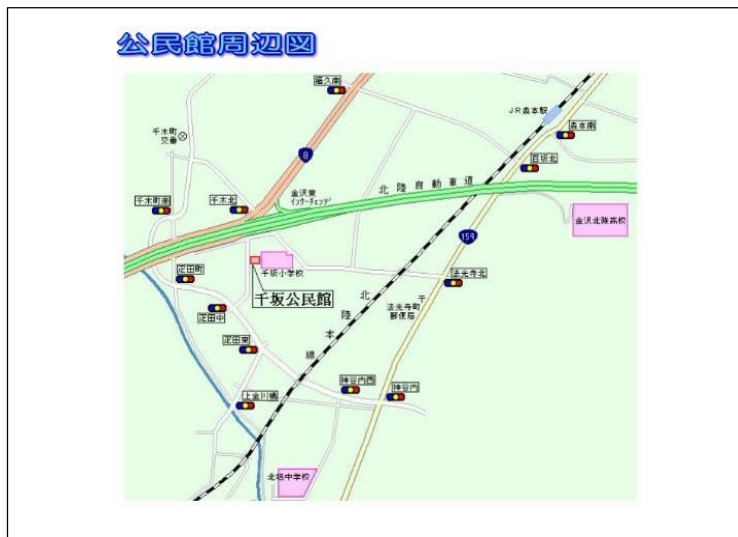 公民館周辺図
福久南
JR森本駅
森本南
千木町
交番
8
百坂北
北陸自動車道
金沢東
インターチェンジ
千木町南
千木北
金沢北陸高校
159
千坂小学校
疋田町
法光寺北
千坂公民館
法光寺町
郵便局
疋田中
北陸本線
疋田東
神谷内西
神谷内
上金川橋
北鳴中学校